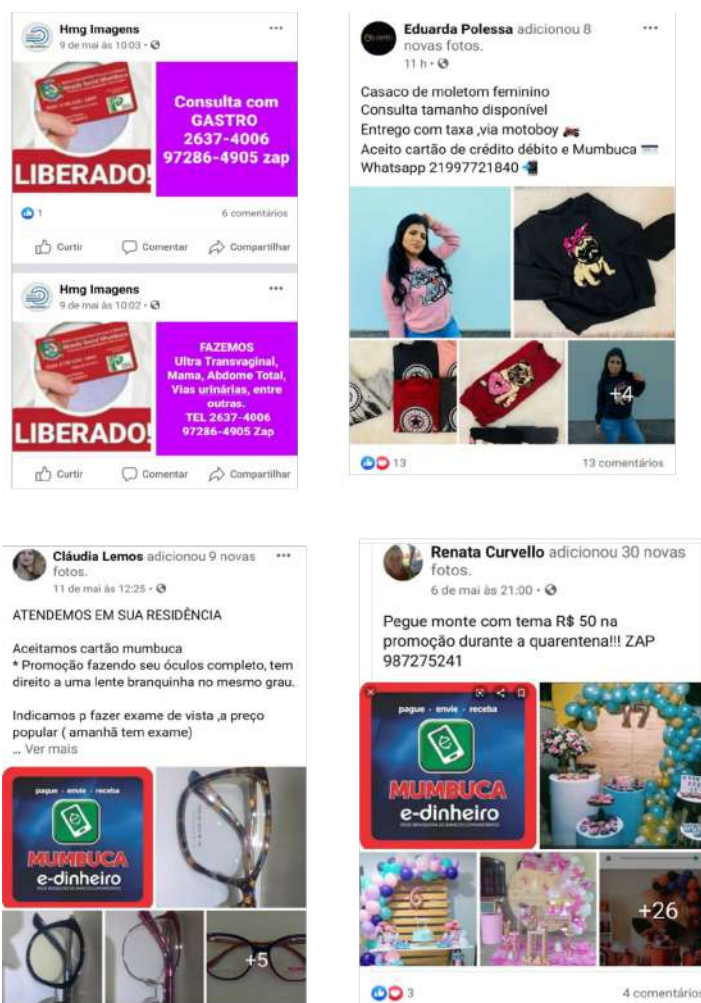 Hmg Imagens
9 de mai às 10:03
LIBERADO!
Consulta com
GASTRO
2637-4006
97286-4905 zap
1
6 comentários
Curtir Comentar Compartilhar
Hmg Imagens
9 de mai às 10:02
LIBERADO!
FAZEMOS
Ultra Transvaginal,
Mama, Abdome Total,
Vias urinárias, entre
outras.
TEL 2637-4006
97286-4905 Zap
Curtir Comentar Compartilhar
Eduarda Polessa adicionou 8
novas fotos.
11 h
Casaco de moletom feminino
Consulta tamanho disponível
Entrego com taxa ,via motoboy
Aceito cartão de crédito débito e Mumbuca
Whatsapp 21997721840
+4
13
13 comentários
Cláudia Lemos adicionou 9 novas
fotos.
11 de mai às 12:25
ATENDEMOS EM SUA RESIDÊNCIA
Aceitamos cartão mumbuca
* Promoção fazendo seu óculos completo, tem
direito a uma lente branquinha no mesmo grau.
Indicamos p fazer exame de vista ,a preço
popular ( amanhã tem exame)
... Ver mais
pague - envie - receba
MUMBUCA
e-dinheiro
+5
Renata Curvello adicionou 30 novas
fotos.
6 de mai às 21:00
Pegue monte com tema R$ 50 na
promoção durante a quarentena!!! ZAP
987275241
pague - envie - receba
MUMBUCA
e-dinheiro
17
6
+26
3
4 comentários